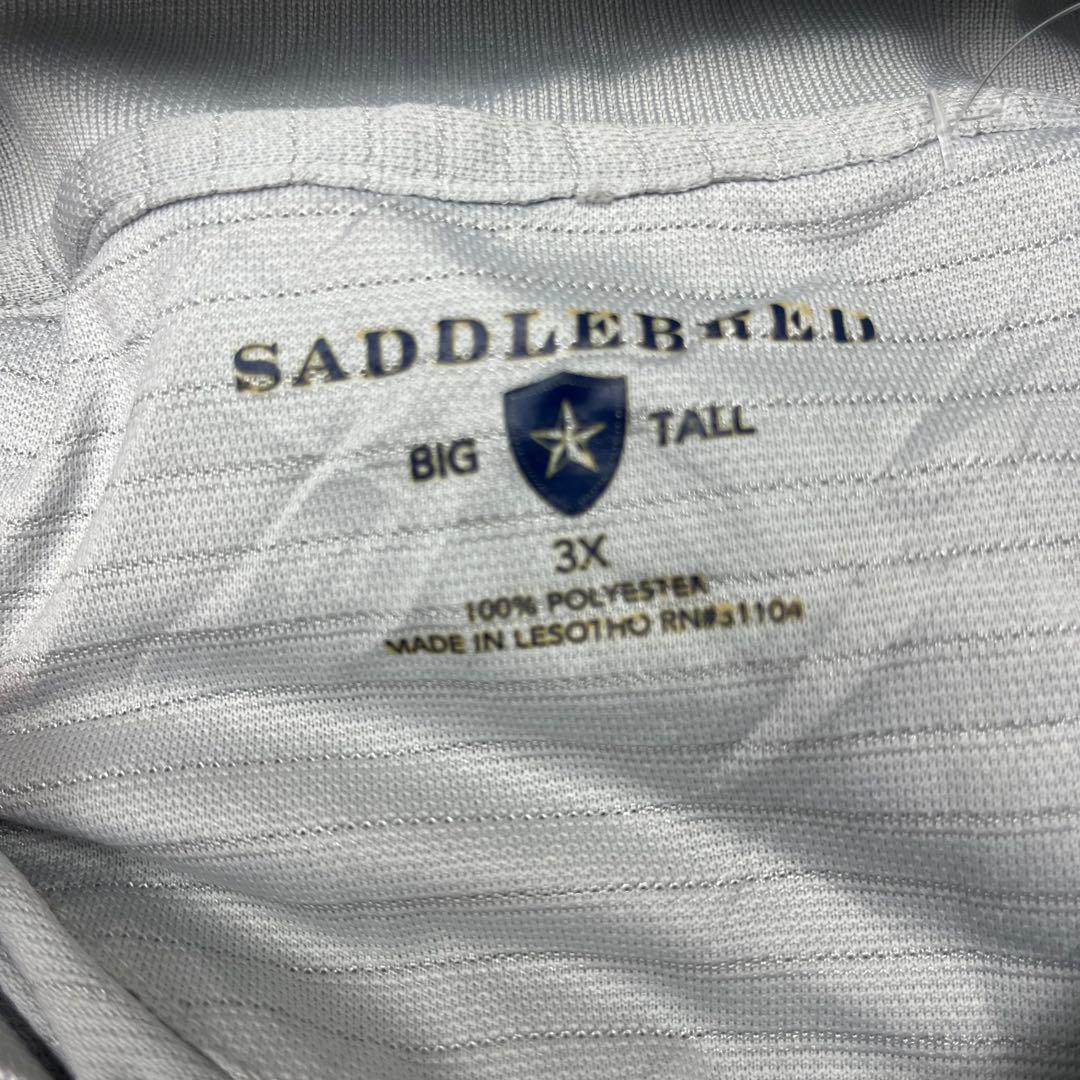 SADDLEBRED
BIG TALL
3X
100% POLYESTER
MADE IN LESOTHO RN#31104